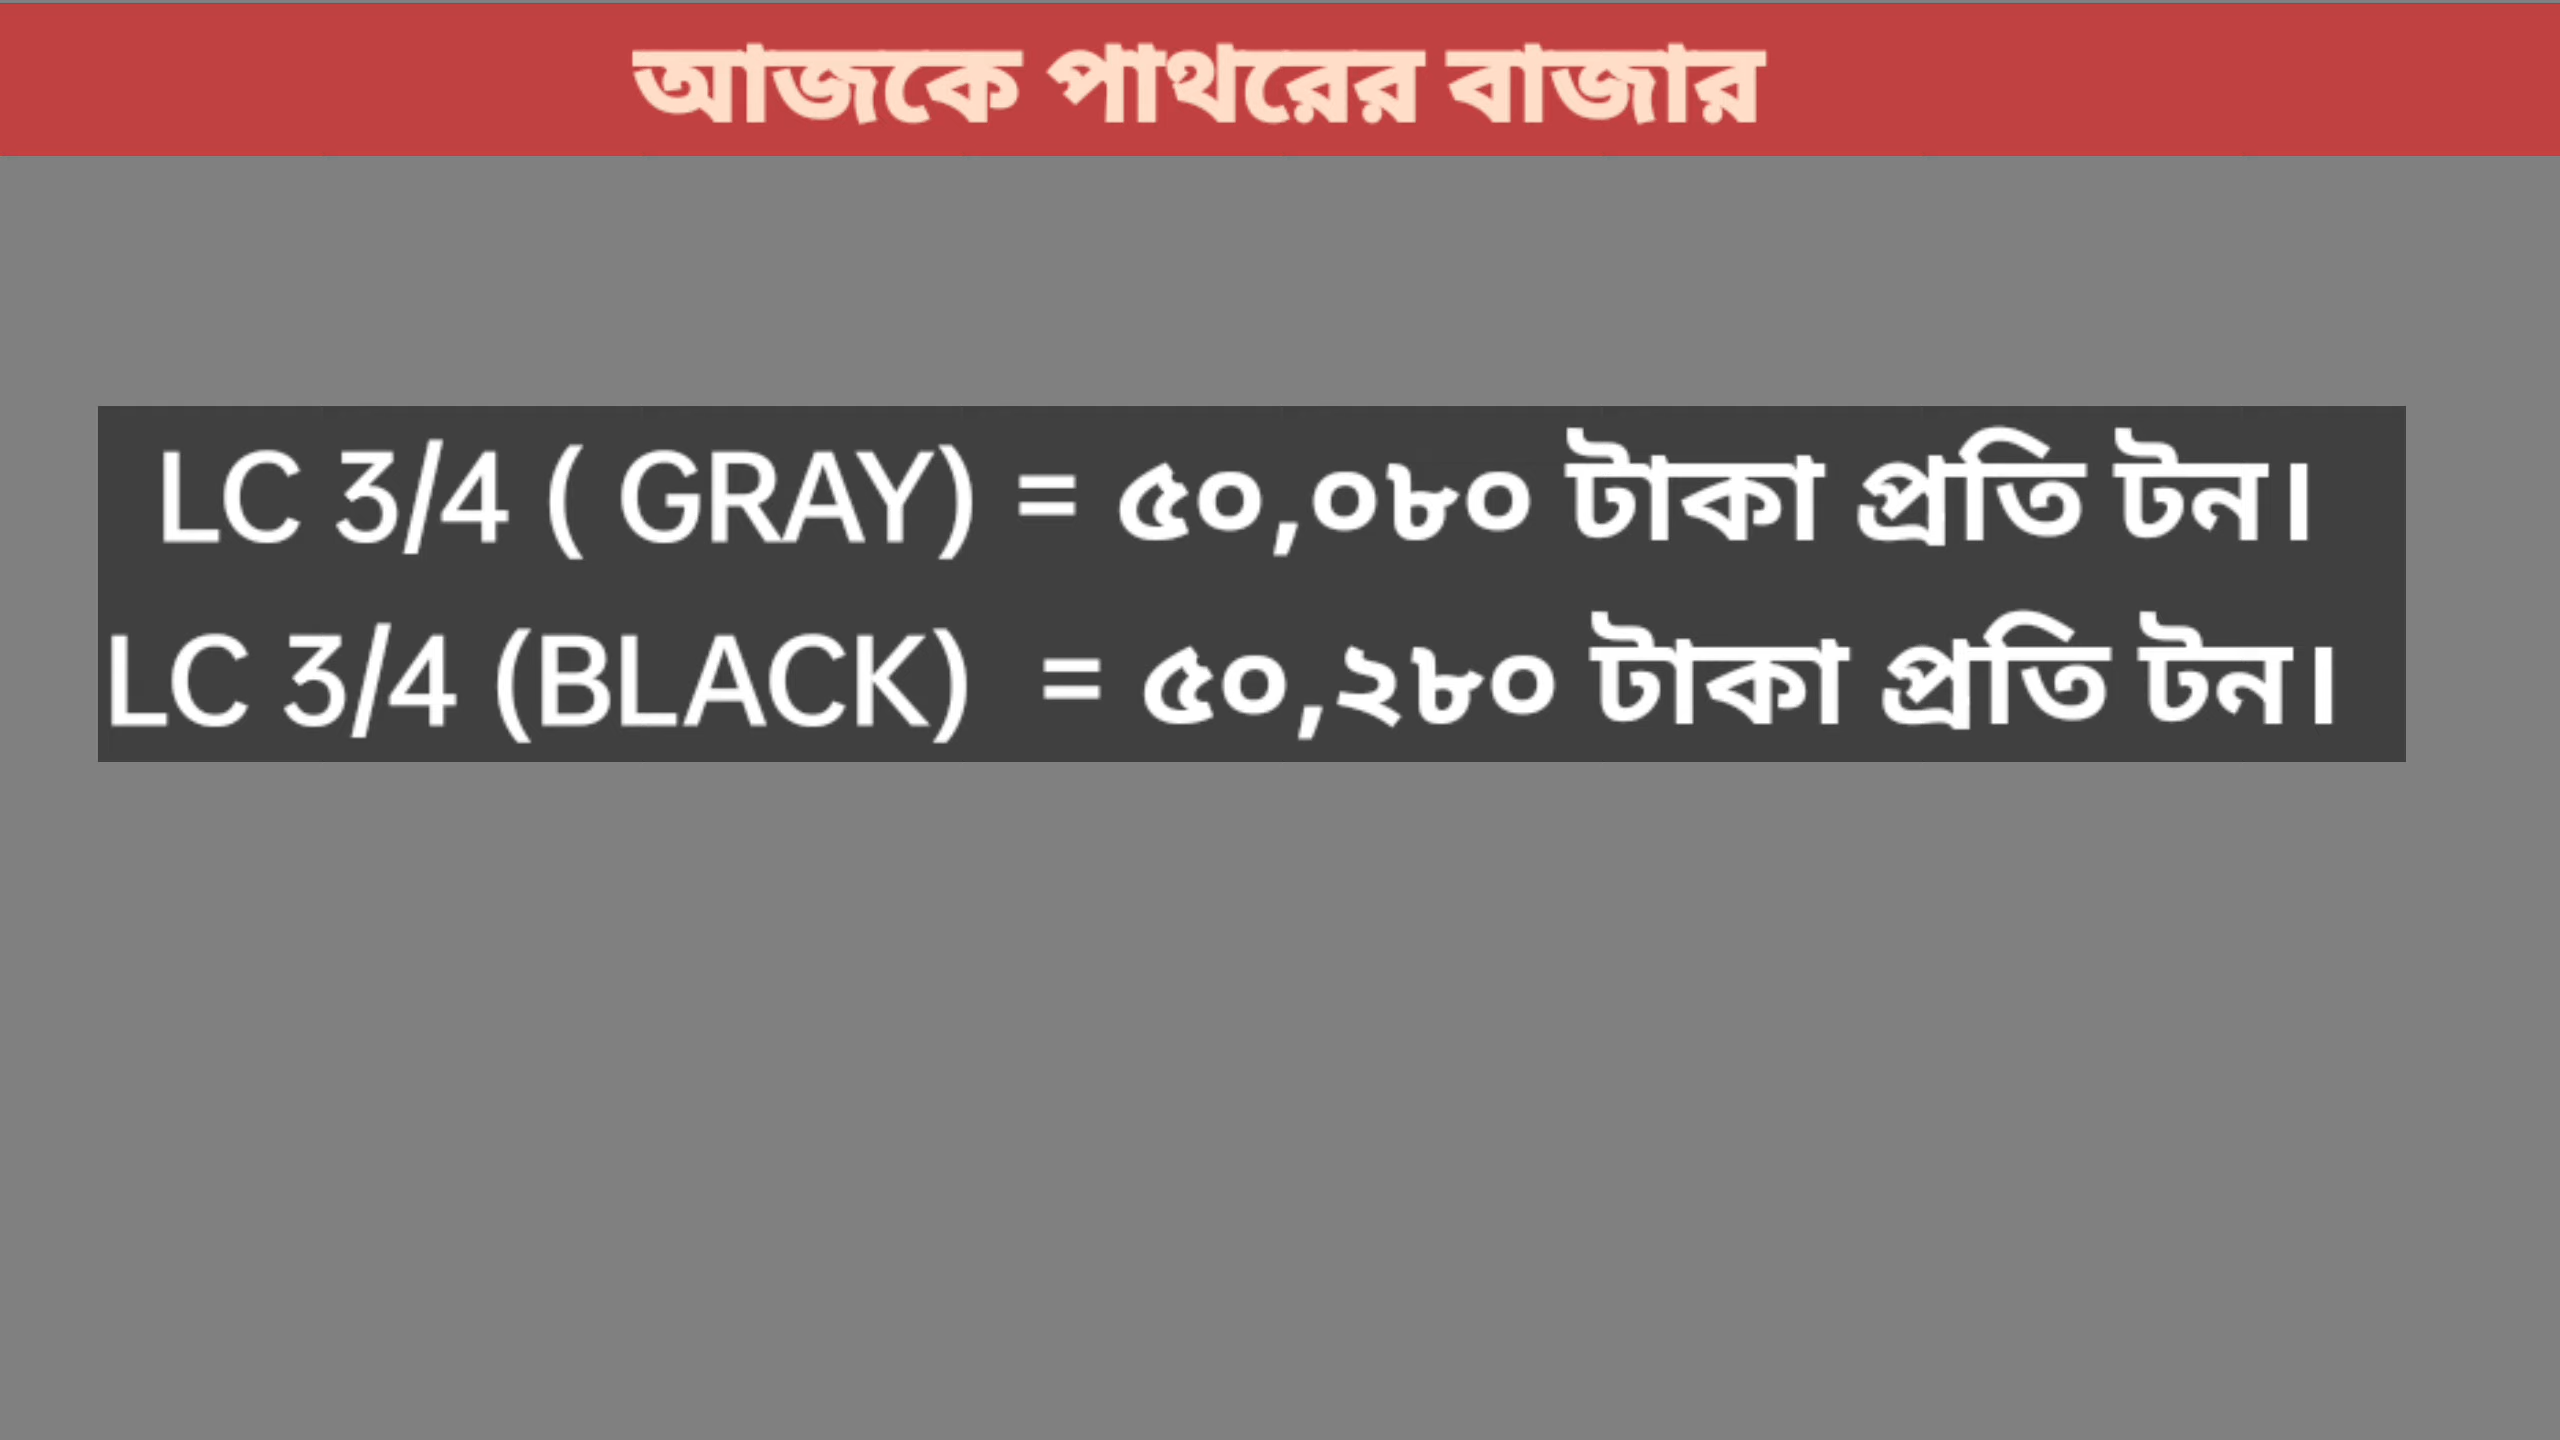 আজকে পাথরের বাজার
LC 3/4 ( GRAY) = ৫০,০৮০ টাকা প্রতি টন।
LC 3/4 (BLACK) = ৫০,২৮০ টাকা প্রতি টন।